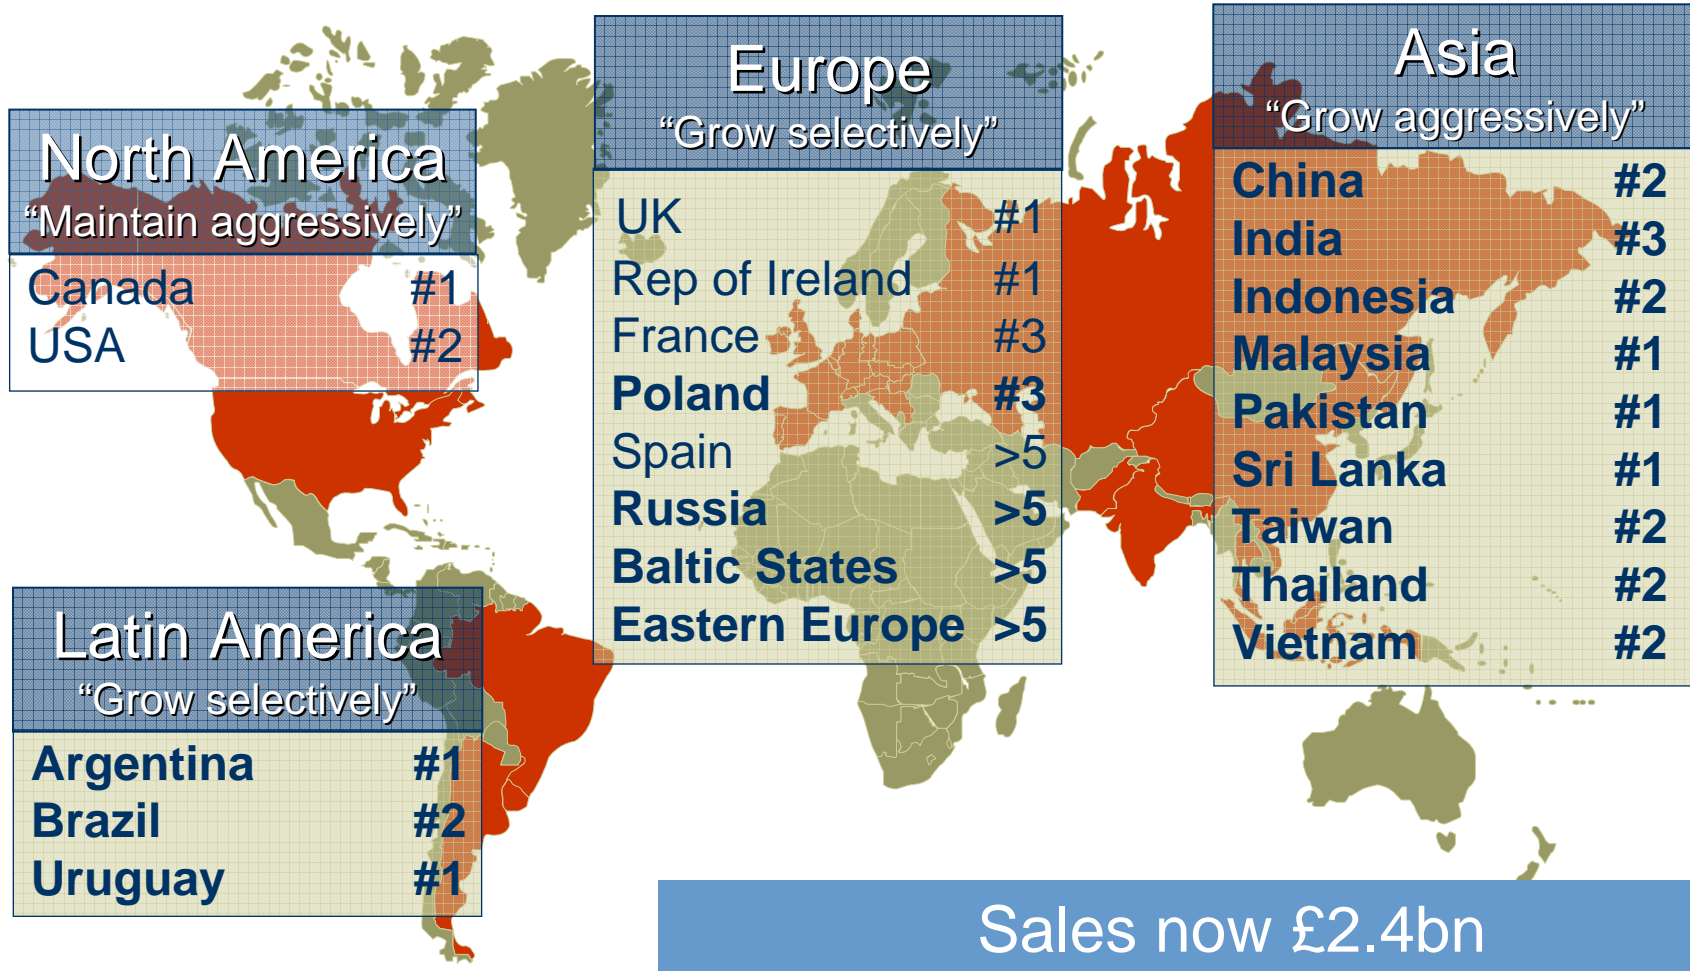 North America
“Maintain aggressively”
Canada #1
USA #2
Latin America
“Grow selectively”
Argentina #1
Brazil #2
Uruguay #1
Europe
“Grow selectively”
UK #1
Rep of Ireland #1
France #3
Poland #3
Spain >5
Russia >5
Baltic States >5
Eastern Europe >5
Asia
“Grow aggressively”
China #2
India #3
Indonesia #2
Malaysia #1
Pakistan #1
Sri Lanka #1
Taiwan #2
Thailand #2
Vietnam #2
Sales now £2.4bn